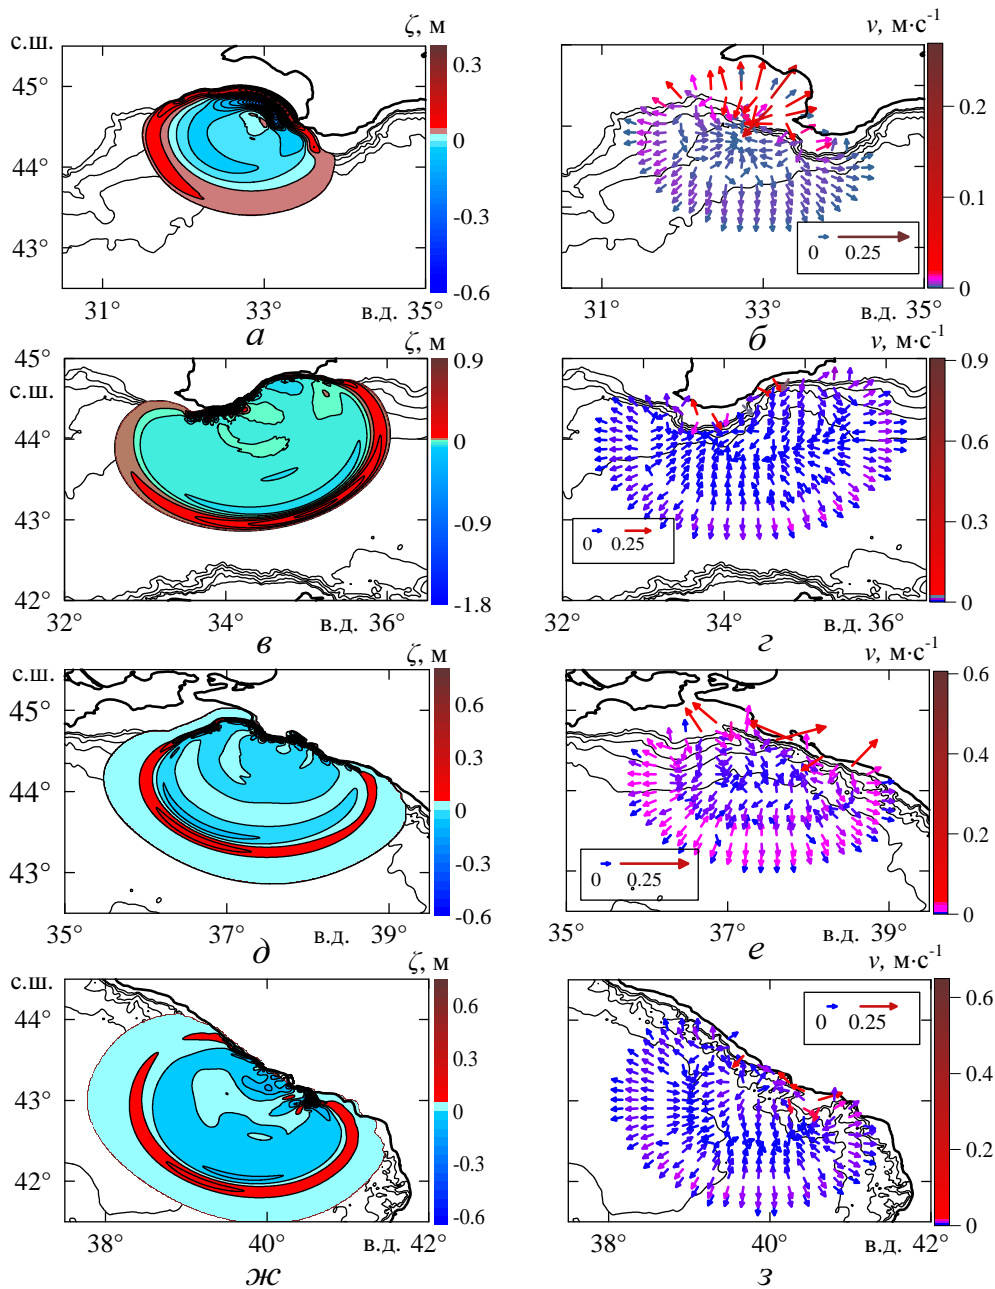 ζ, м
с.ш.
45°
44°
43°
31°
33°
в.д. 35°
0.3
0
-0.3
-0.6
а
v, м·с⁻¹
0.2
0.1
0
0 0.25
31°
33°
в.д. 35°
б
ζ, м
45°
с.ш.
44°
43°
42°
32°
34°
в.д. 36°
0.9
0
-0.9
-1.8
в
v, м·с⁻¹
0.9
0.6
0.3
0
0 0.25
32°
34°
в.д. 36°
г
ζ, м
с.ш.
45°
44°
43°
35°
37°
в.д. 39°
0.6
0.3
0
-0.3
-0.6
д
v, м·с⁻¹
0.6
0.4
0.2
0
0 0.25
35°
37°
в.д. 39°
е
ζ, м
с.ш.
44°
43°
42°
38°
40°
в.д. 42°
0.6
0.3
0
-0.3
-0.6
ж
v, м·с⁻¹
0.6
0.4
0.2
0
0 0.25
38°
40°
в.д. 42°
з